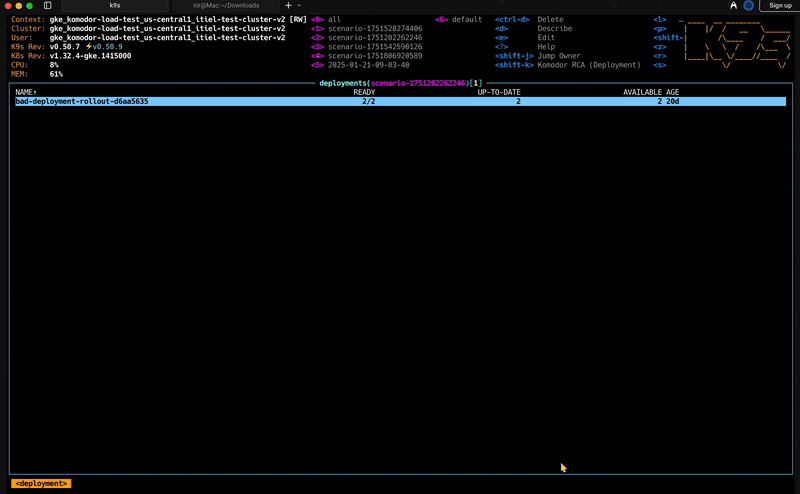 k9s
nir@Mac:~/Downloads
Sign up
Context: gke_komodor-load-test_us-central1_itiel-test-cluster-v2 [RW] <0> all <6> default <ctrl-d> Delete <l>
Cluster: gke_komodor-load-test_us-central1_itiel-test-cluster-v2 <1> scenario-1751528274406 <d> Describe <p>
User: gke_komodor-load-test_us-central1_itiel-test-cluster-v2 <2> scenario-1751202262246 <e> Edit <shift-
K9s Rev: v0.50.7 ⚡v0.50.9 <3> scenario-1751542590126 <?> Help <z>
K8s Rev: v1.32.4-gke.1415000 <4> scenario-1751806920589 <shift-j> Jump Owner <r>
CPU: 8% <5> 2025-01-21-09-03-40 <shift-k> Komodor RCA (Deployment) <s>
MEM: 61%
deployments(scenario-1751202262246)[1]
NAME↑ READY UP-TO-DATE AVAILABLE AGE
bad-deployment-rollout-d6aa5635 2/2 2 2 20d
<deployment>